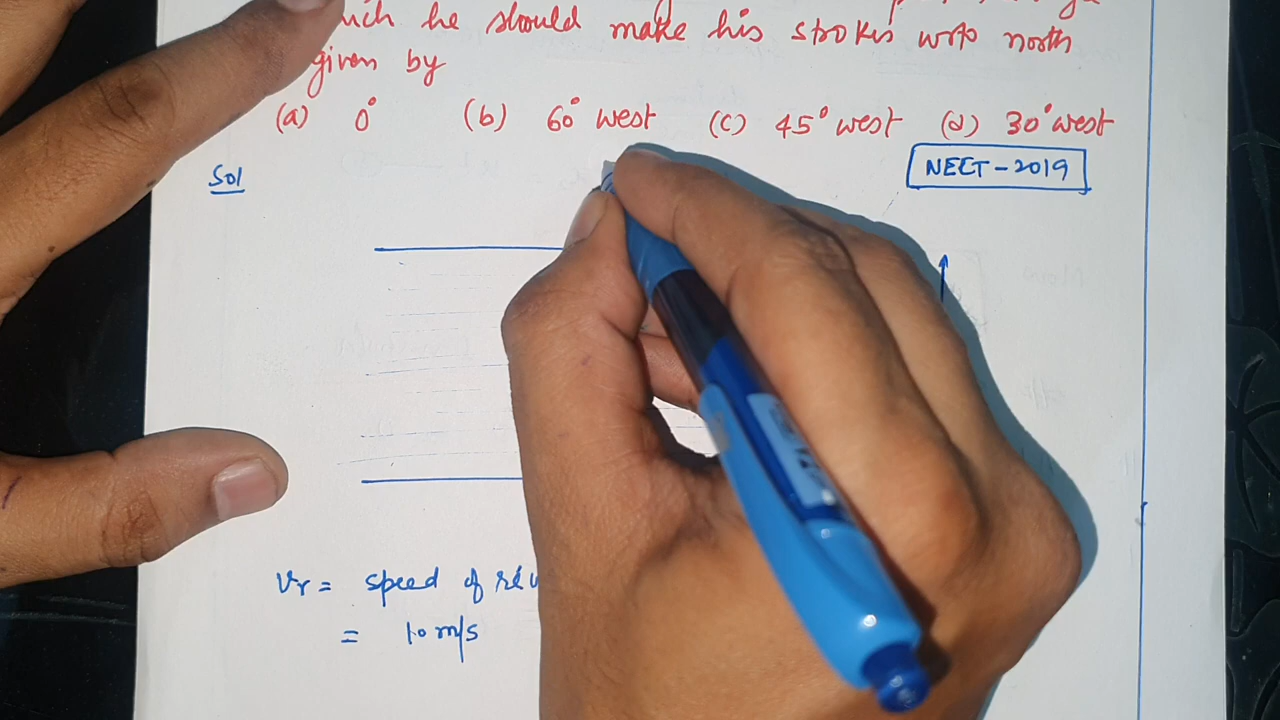 he should make his strokes w.r.to north
given by
(a) 0° (b) 60° west (c) 45° west (d) 30° west
Sol
NEET - 2019
Vr = speed of
= 10 m/s